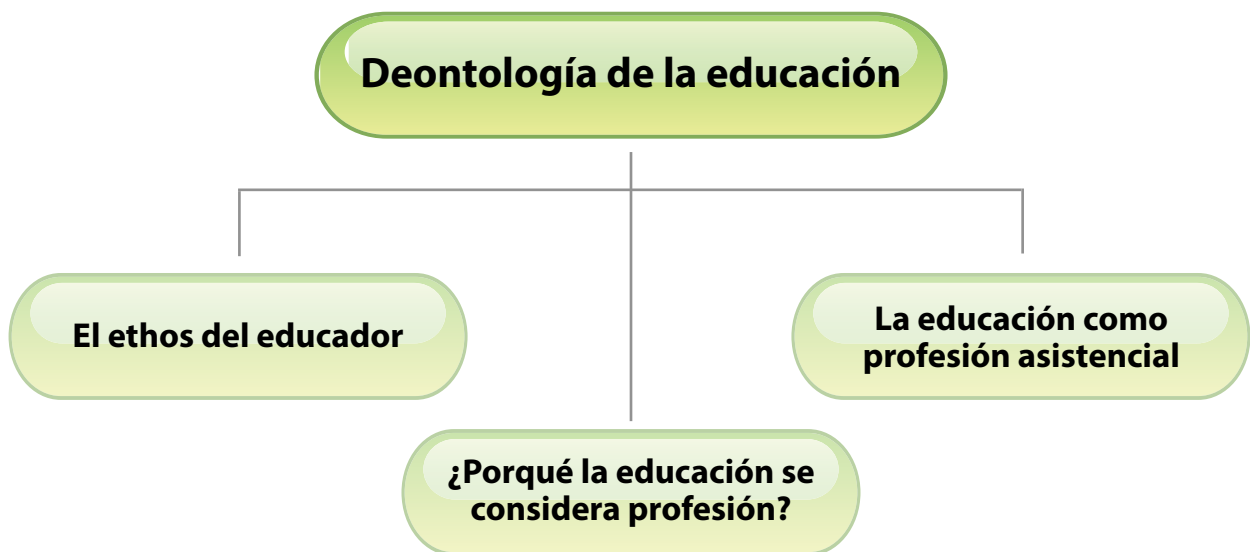 Deontología de la educación
El ethos del educador
La educación como
profesión asistencial
¿Porqué la educación se
considera profesión?